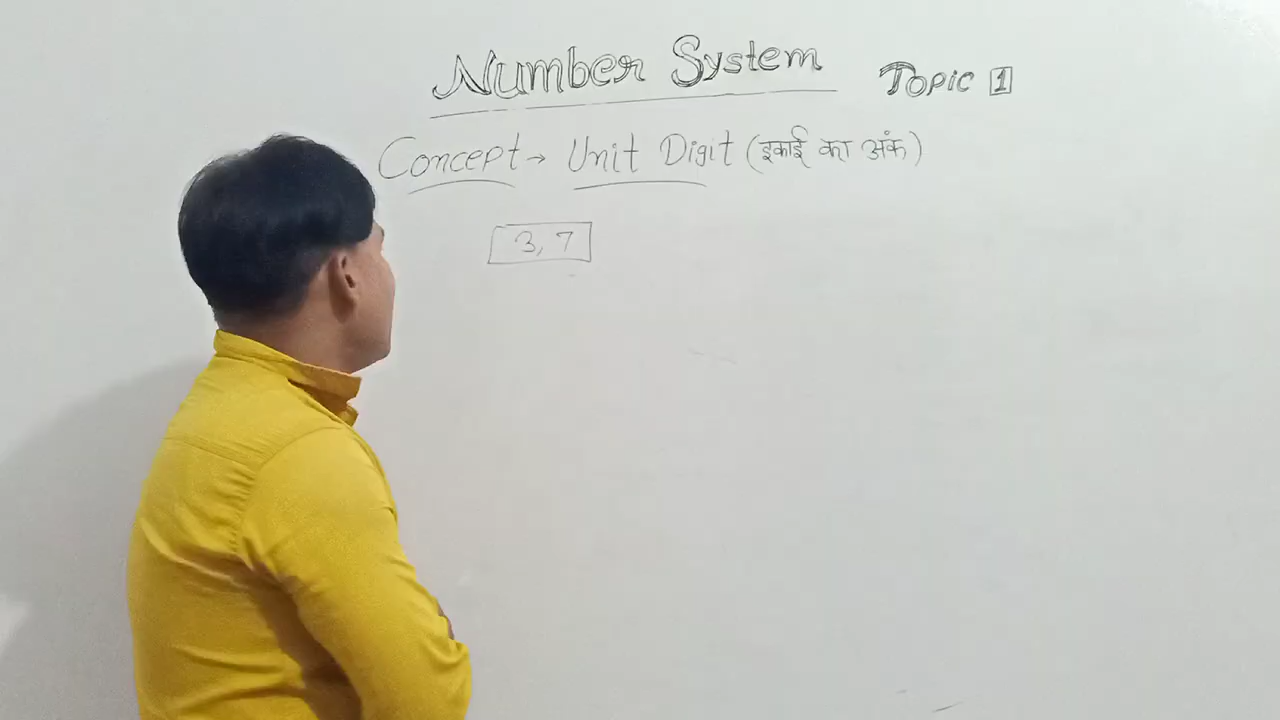 Number System Topic 1
Concept → Unit Digit (इकाई का अंक)
3, 7